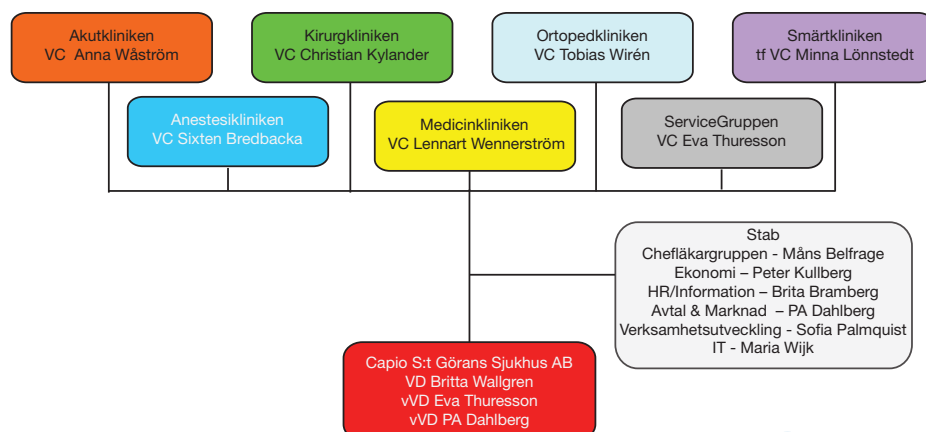 Akutkliniken
VC Anna Wåström
Kirurgkliniken
VC Christian Kylander
Ortopedkliniken
VC Tobias Wirén
Smärtkliniken
tf VC Minna Lönnstedt
Anestesikliniken
VC Sixten Bredbacka
Medicinkliniken
VC Lennart Wennerström
ServiceGruppen
VC Eva Thuresson
Stab
Chefläkargruppen - Måns Belfrage
Ekonomi – Peter Kullberg
HR/Information – Brita Bramberg
Avtal & Marknad – PA Dahlberg
Verksamhetsutveckling - Sofia Palmquist
IT - Maria Wijk
Capio S:t Görans Sjukhus AB
VD Britta Wallgren
vVD Eva Thuresson
vVD PA Dahlberg